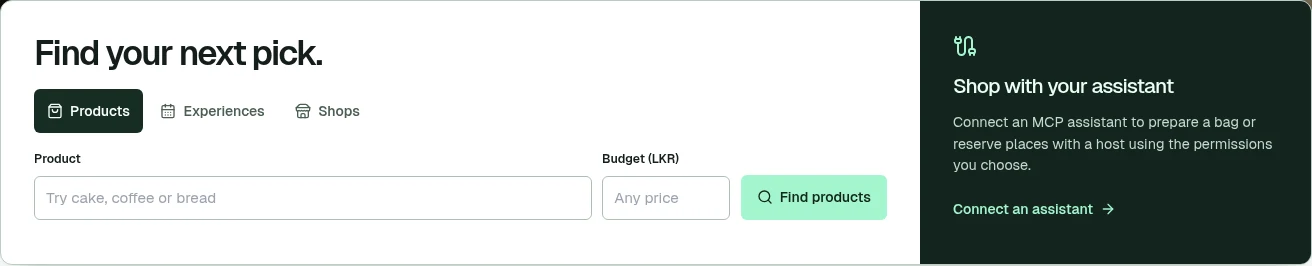 Find your next pick.
Products
Experiences
Shops
Product
Budget (LKR)
Try cake, coffee or bread
Any price
Find products
Shop with your assistant
Connect an MCP assistant to prepare a bag or
reserve places with a host using the permissions
you choose.
Connect an assistant